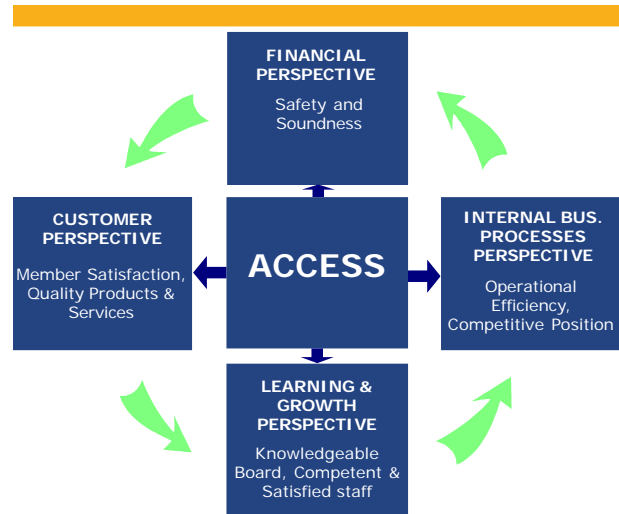 FINANCIAL
PERSPECTIVE
Safety and
Soundness
CUSTOMER
PERSPECTIVE
Member Satisfaction,
Quality Products &
Services
ACCESS
INTERNAL BUS.
PROCESSES
PERSPECTIVE
Operational
Efficiency,
Competitive Position
LEARNING &
GROWTH
PERSPECTIVE
Knowledgeable
Board, Competent &
Satisfied staff